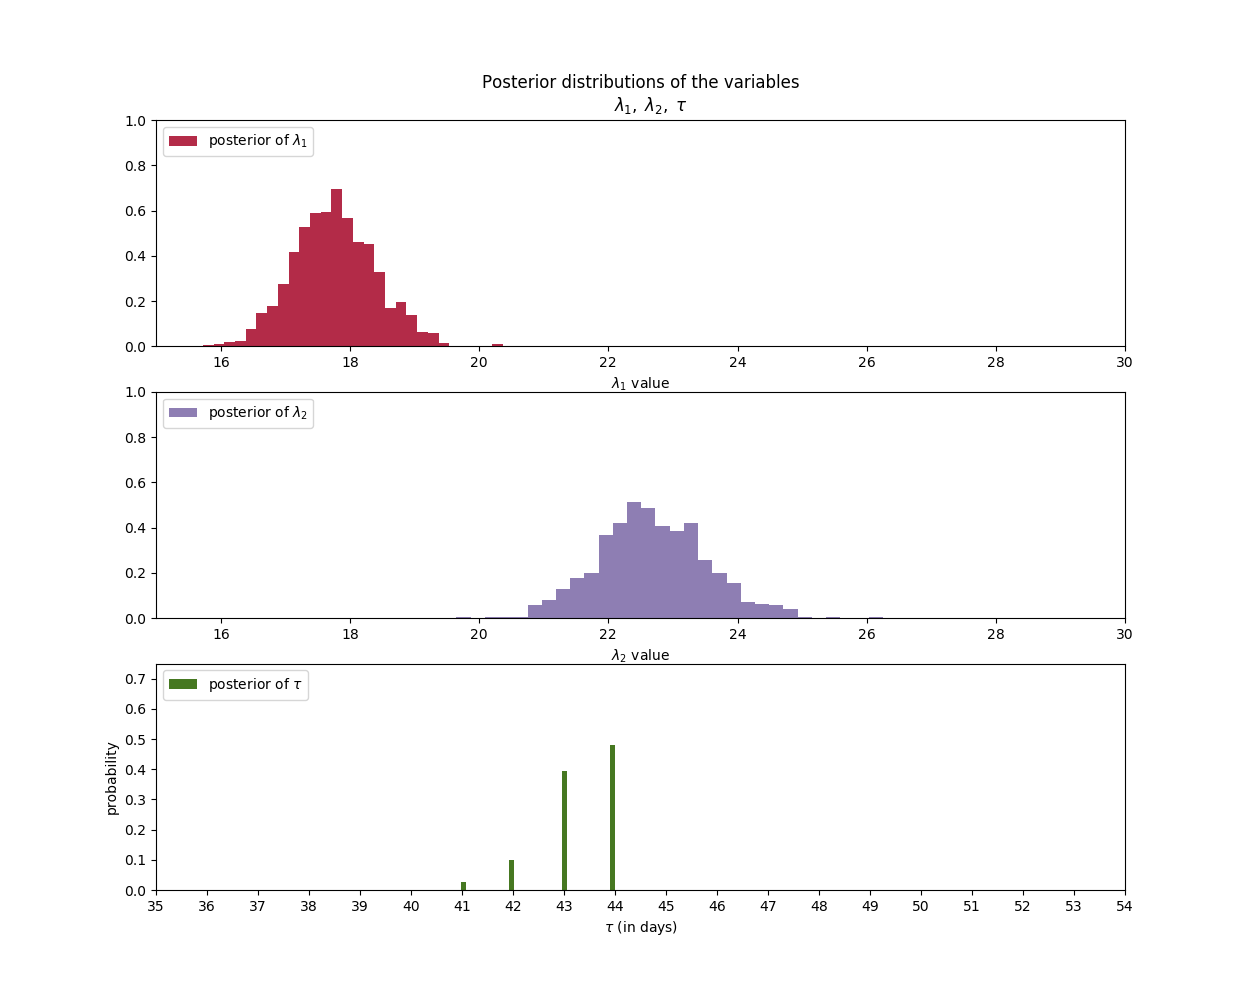 Posterior distributions of the variables
λ₁, λ₂, τ
posterior of λ₁
1.0
0.8
0.6
0.4
0.2
0.0
16 18 20 22 24 26 28 30
λ₁ value
posterior of λ₂
1.0
0.8
0.6
0.4
0.2
0.0
16 18 20 22 24 26 28 30
λ₂ value
posterior of τ
0.7
0.6
0.5
0.4
0.3
0.2
0.1
0.0
probability
35 36 37 38 39 40 41 42 43 44 45 46 47 48 49 50 51 52 53 54
τ (in days)